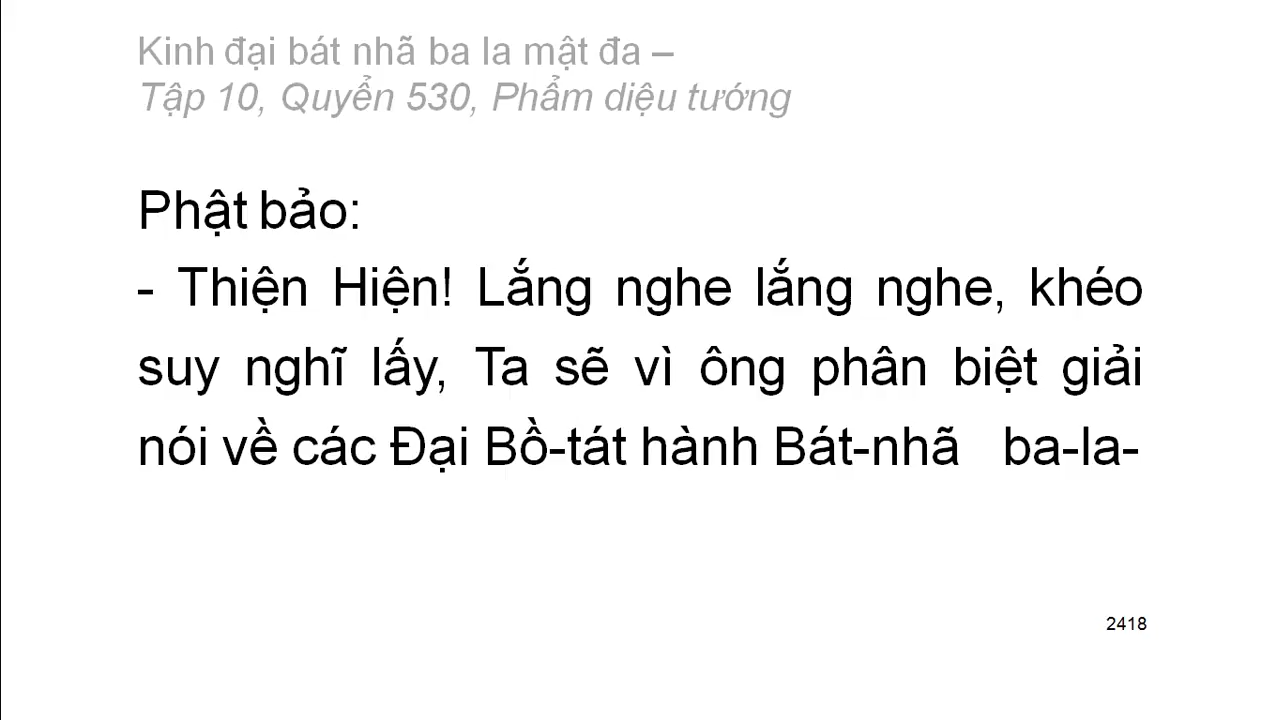 Kinh đại bát nhã ba la mật đa –
Tập 10, Quyển 530, Phẩm diệu tướng
Phật bảo:
- Thiện Hiện! Lắng nghe lắng nghe, khéo
suy nghĩ lấy, Ta sẽ vì ông phân biệt giải
nói về các Đại Bồ-tát hành Bát-nhã ba-la-
2418